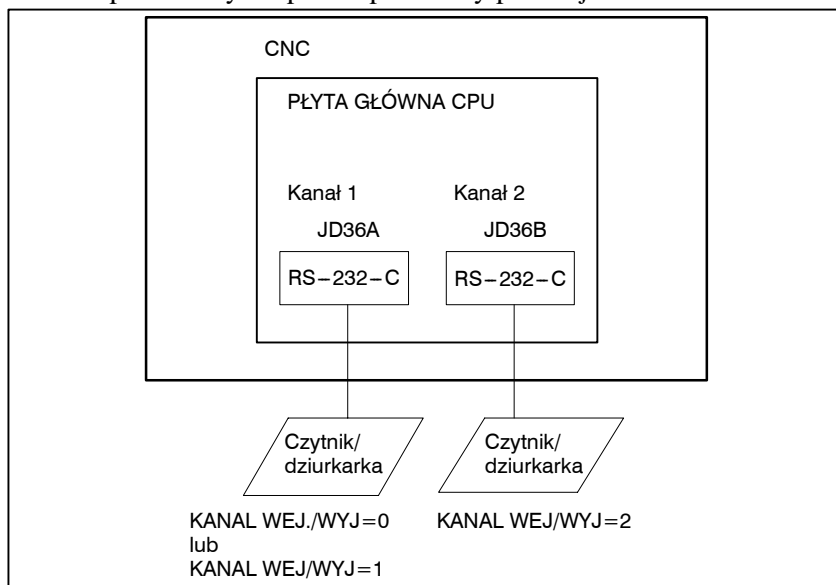 CNC
PŁYTA GŁÓWNA CPU
Kanał 1
Kanał 2
JD36A
JD36B
RS−232−C
RS−232−C
Czytnik/
dziurkarka
Czytnik/
dziurkarka
KANAL WEJ./WYJ=0
lub
KANAL WEJ/WYJ=1
KANAL WEJ/WYJ=2